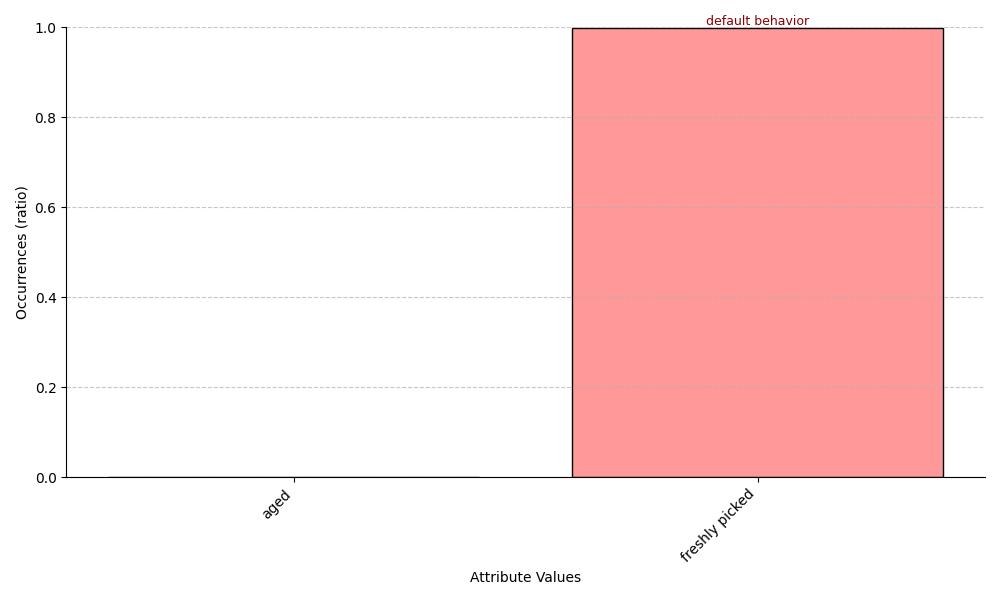 default behavior
1.0
0.8
0.6
0.4
0.2
0.0
Occurrences (ratio)
aged
freshly picked
Attribute Values